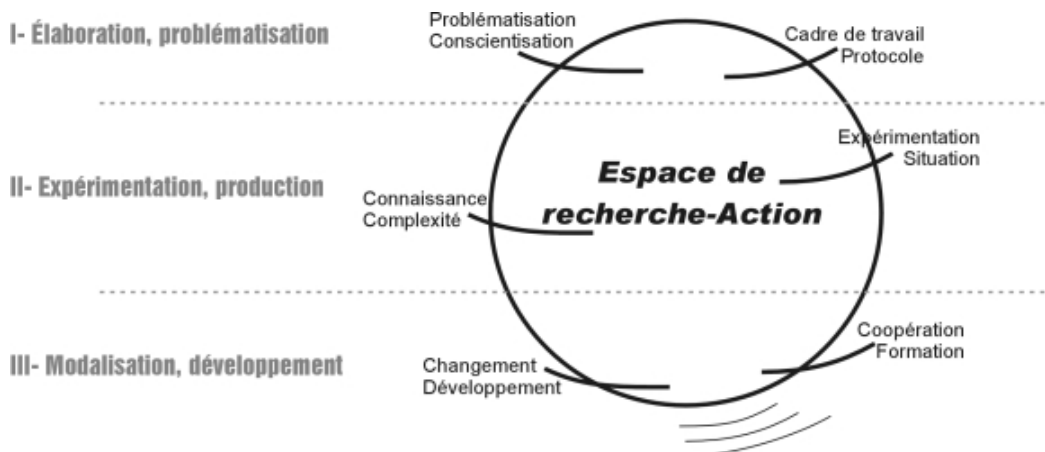 I- Élaboration, problématisation
Problématisation
Conscientisation
Cadre de travail
Protocole
II- Expérimentation, production
Expérimentation
Situation
Espace de
recherche-Action
Connaissance
Complexité
III- Modalisation, développement
Coopération
Formation
Changement
Développement